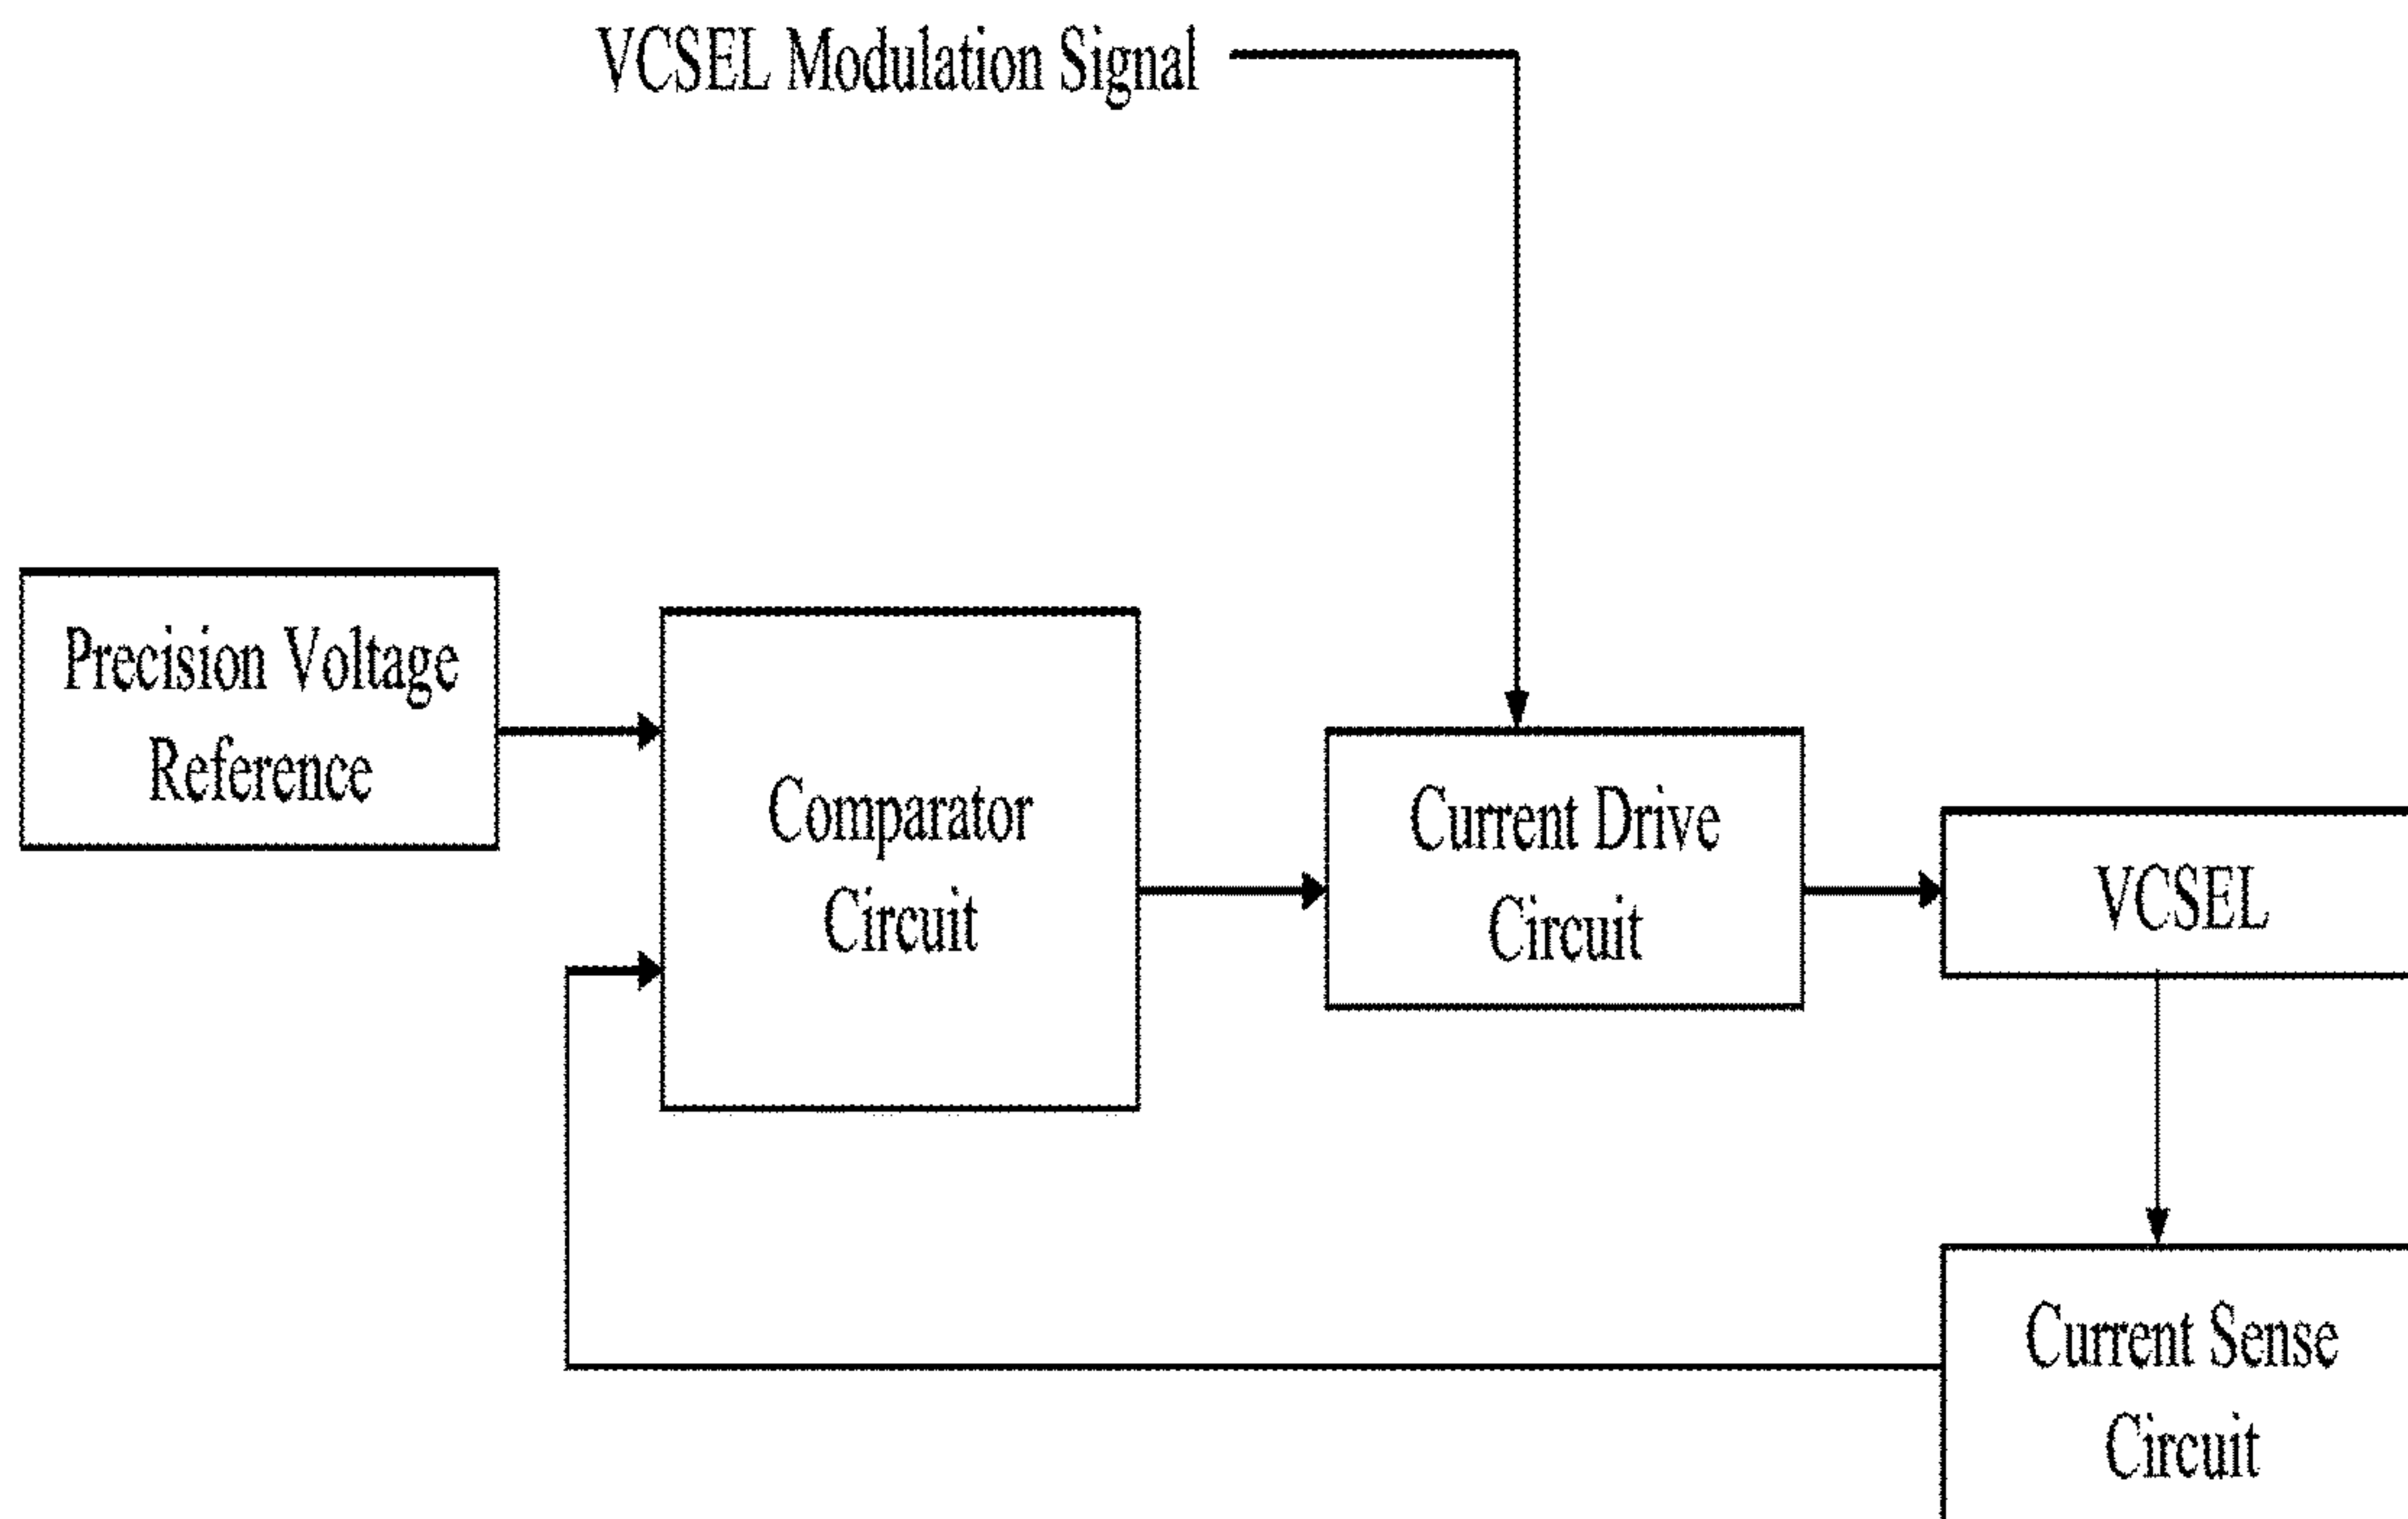 VCSEL Modulation Signal
Precision Voltage
Reference
Comparator
Circuit
Current Drive
Circuit
VCSEL
Current Sense
Circuit